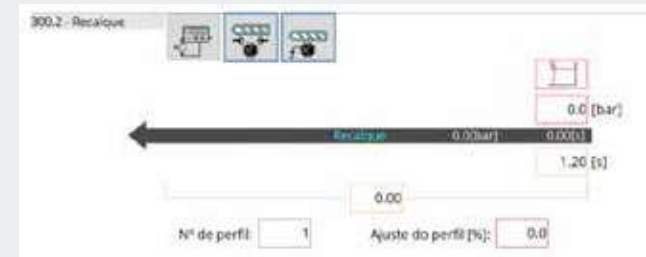 300.2 - Recalque
0.0 [bar]
Recalque 0.00[bar] 0.00[s]
1.20 [s]
0.00
Nº de perfil: 1 Ajuste do perfil [%]: 0.0